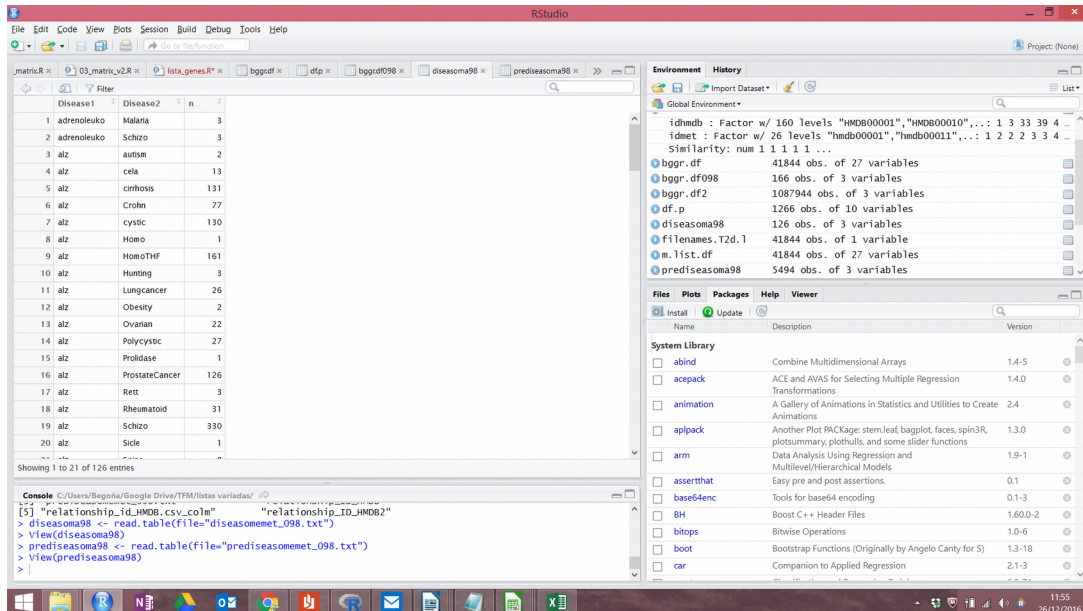 RStudio
File Edit Code View Plots Session Build Debug Tools Help
Go to file/function
Project: (None)
_matrix.R × 03_matrix_v2.R × lista_genes.R* × bggrdf × df.p × bggrdf098 × diseasoma98 × prediseasoma98 ×
Filter
Disease1 Disease2 n
1 adrenoleuko Malaria 3
2 adrenoleuko Schizo 3
3 alz autism 2
4 alz cela 13
5 alz cirrhosis 131
6 alz Crohn 77
7 alz cystic 130
8 alz Homo 1
9 alz HomoTHF 161
10 alz Hunting 3
11 alz Lungcancer 26
12 alz Obesity 2
13 alz Ovarian 22
14 alz Polycystic 27
15 alz Prolidase 1
16 alz ProstateCancer 126
17 alz Rett 3
18 alz Rheumatoid 31
19 alz Schizo 330
20 alz Sicle 1
Showing 1 to 21 of 126 entries
Console C:/Users/Begoña/Google Drive/TFM/listas variadas/
[5] "relationship_id_HMDB.csv_colm" "relationship_ID_HMDB2"
> diseasoma98 <- read.table(file="diseasomemet_098.txt")
> View(diseasoma98)
> prediseasoma98 <- read.table(file="prediseasomemet_098.txt")
> View(prediseasoma98)
>
Environment History
Import Dataset List
Global Environment
idhmdb : Factor w/ 160 levels "HMDB00001","HMDB00010",..: 1 3 33 39 4 …
idmet : Factor w/ 26 levels "hmdb00001","hmdb00011",..: 1 2 2 2 3 3 4 …
Similarity: num 1 1 1 1 1 ...
bggr.df 41844 obs. of 27 variables
bggr.df098 166 obs. of 3 variables
bggr.df2 1087944 obs. of 3 variables
df.p 1266 obs. of 10 variables
diseasoma98 126 obs. of 3 variables
filenames.T2d.l 41844 obs. of 1 variable
m.list.df 41844 obs. of 27 variables
prediseasoma98 5494 obs. of 3 variables
Files Plots Packages Help Viewer
Install Update
Name Description Version
System Library
abind Combine Multidimensional Arrays 1.4-5
acepack ACE and AVAS for Selecting Multiple Regression 1.4.0
Transformations
animation A Gallery of Animations in Statistics and Utilities to Create 2.4
Animations
aplpack Another Plot PACKage: stem.leaf, bagplot, faces, spin3R, 1.3.0
plotsummary, plothulls, and some slider functions
arm Data Analysis Using Regression and 1.9-1
Multilevel/Hierarchical Models
assertthat Easy pre and post assertions. 0.1
base64enc Tools for base64 encoding 0.1-3
BH Boost C++ Header Files 1.60.0-2
bitops Bitwise Operations 1.0-6
boot Bootstrap Functions (Originally by Angelo Canty for S) 1.3-18
car Companion to Applied Regression 2.1-3
11:55
26/12/2016